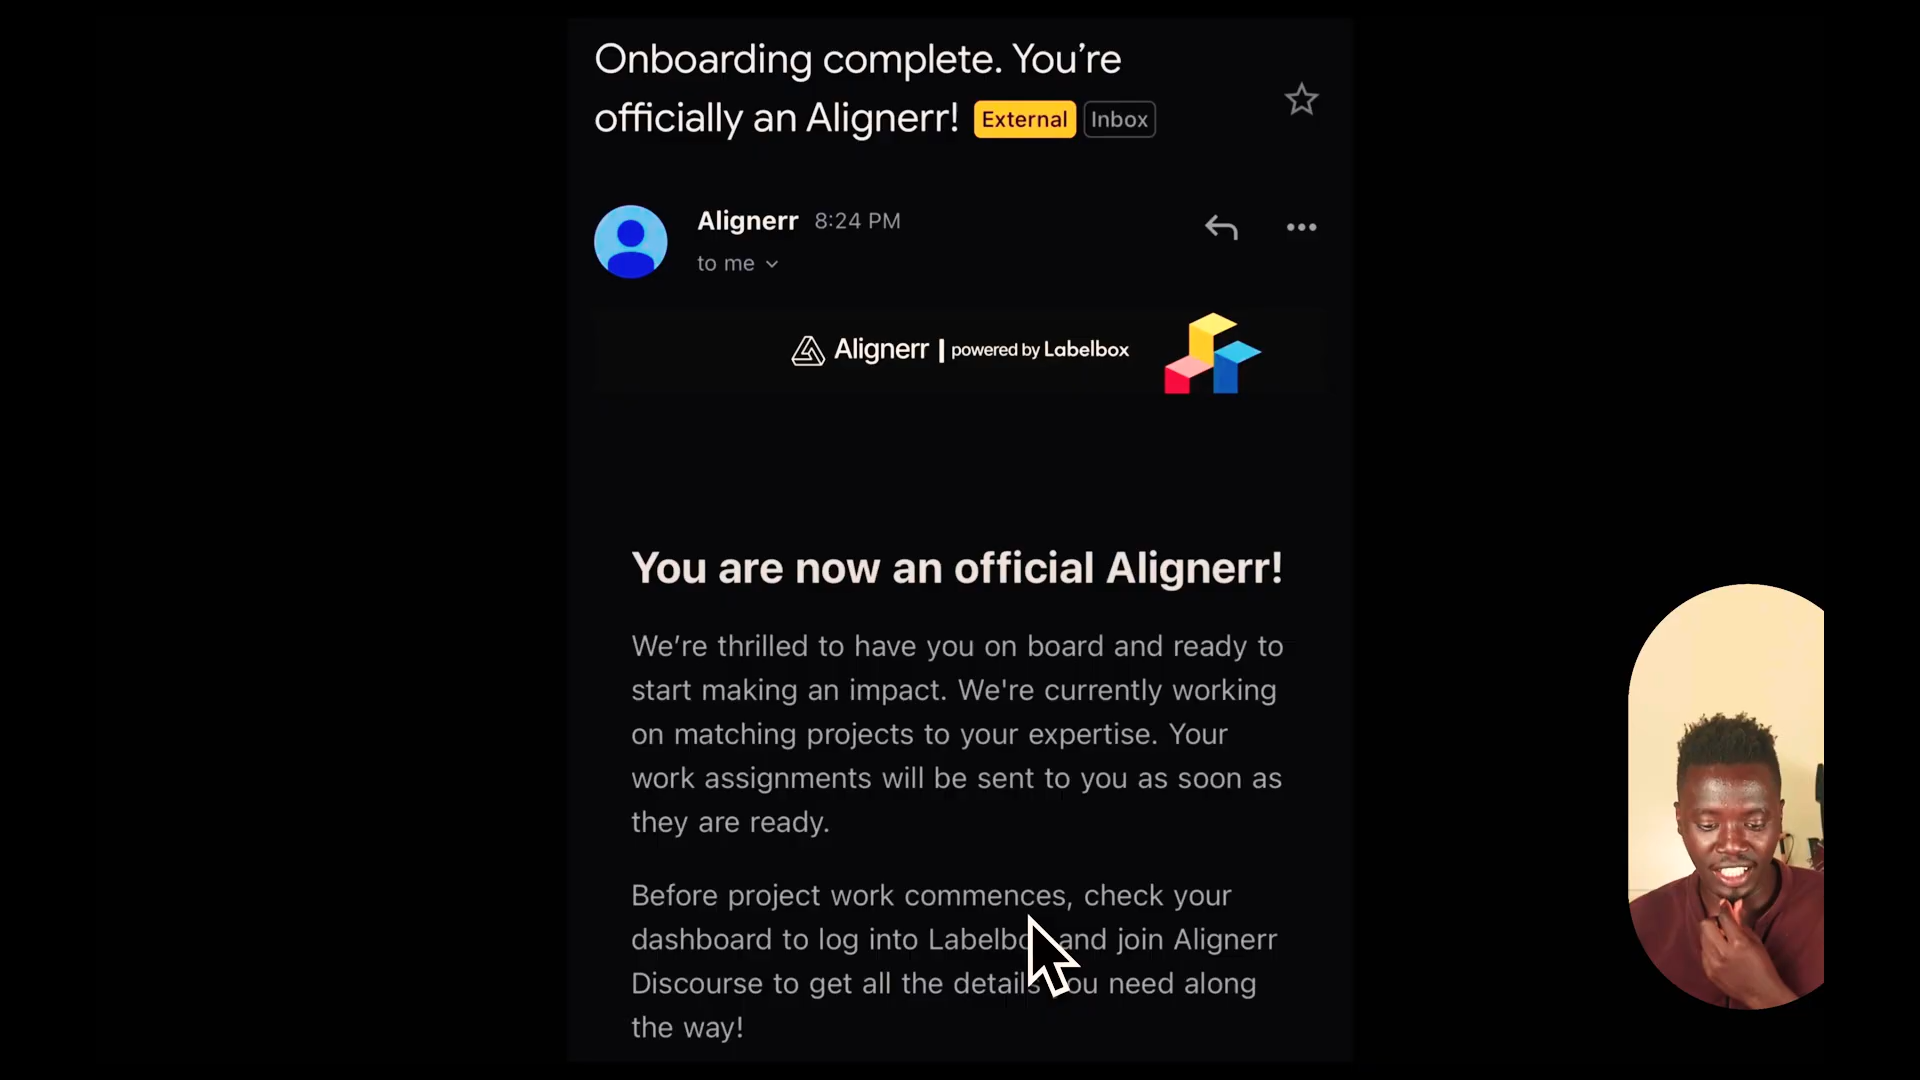 Onboarding complete. You’re
officially an Alignerr! External Inbox
Alignerr 8:24 PM
to me
Alignerr | powered by Labelbox
You are now an official Alignerr!
We’re thrilled to have you on board and ready to
start making an impact. We're currently working
on matching projects to your expertise. Your
work assignments will be sent to you as soon as
they are ready.
Before project work commences, check your
dashboard to log into Labelbox and join Alignerr
Discourse to get all the details you need along
the way!